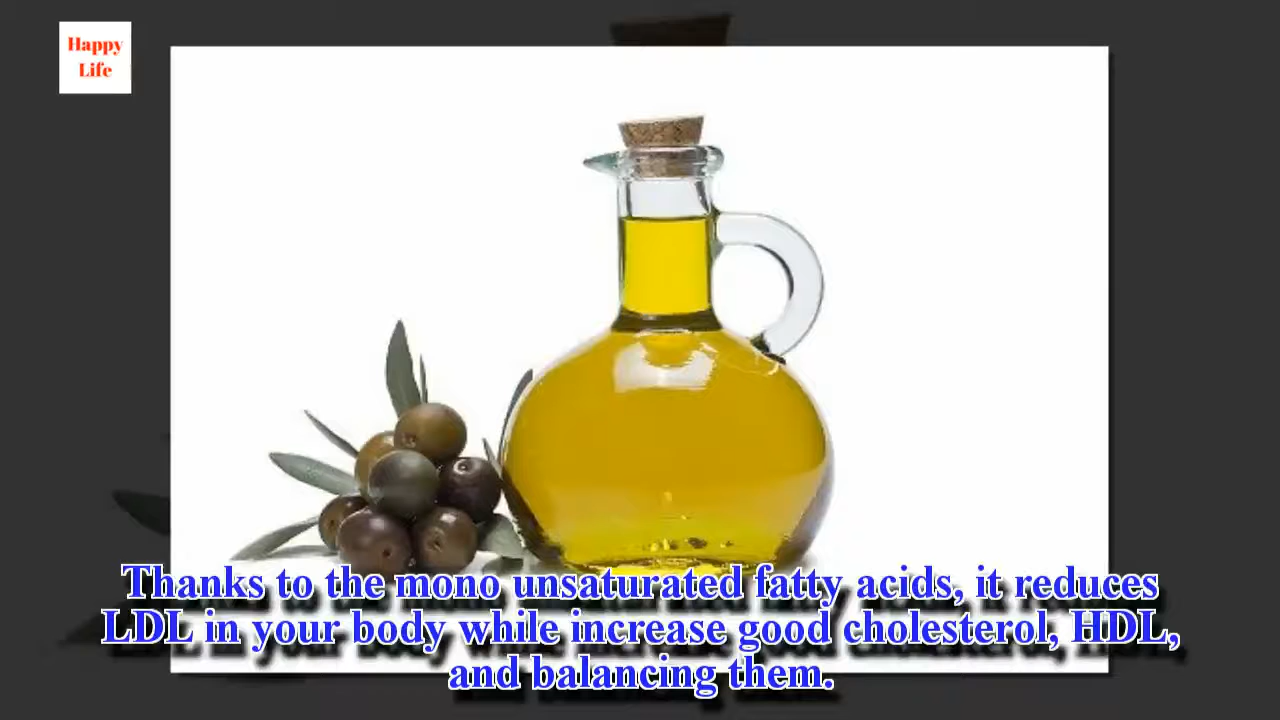 Happy
Life
Thanks to the mono unsaturated fatty acids, it reduces
LDL in your body while increase good cholesterol, HDL,
and balancing them.